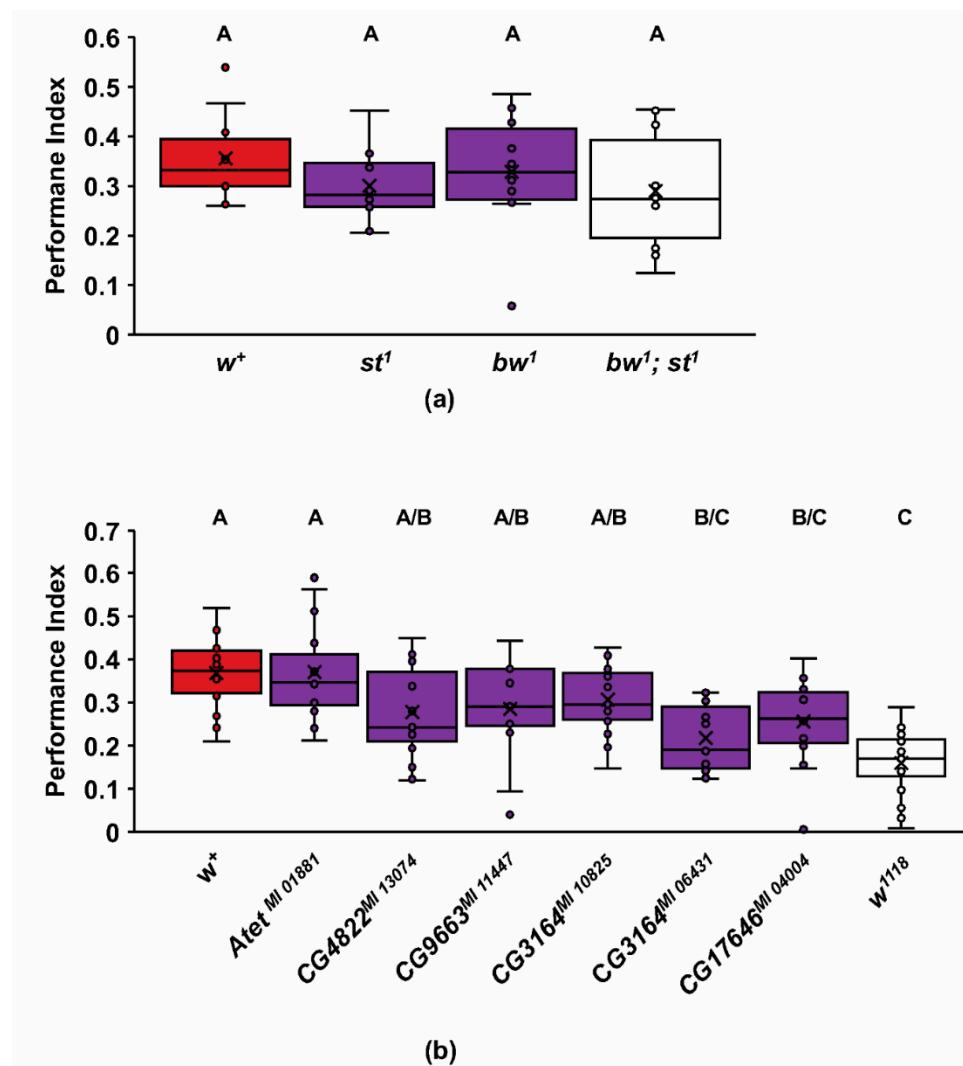 A A A A
0.6
0.5
0.4
0.3
0.2
0.1
0
Performane Index
w+ st1 bw1 bw1; st1
(a)
A A A/B A/B A/B B/C B/C C
0.7
0.6
0.5
0.4
0.3
0.2
0.1
0
Performance Index
w+
Atet MI 01881
CG4822MI 13074
CG9663MI 11447
CG3164MI 10825
CG3164MI 06431
CG17646MI 04004
w1118
(b)